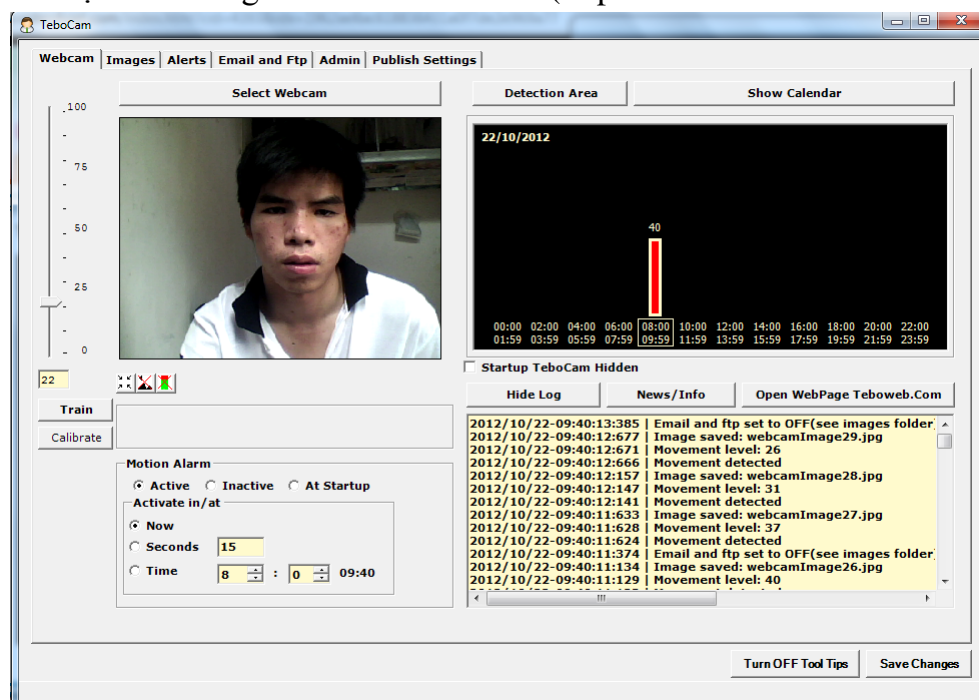 TeboCam
Webcam Images Alerts Email and Ftp Admin Publish Settings
Select Webcam
Detection Area
Show Calendar
100
75
50
25
0
22
Train
Calibrate
22/10/2012
40
00:00 02:00 04:00 06:00 08:00 10:00 12:00 14:00 16:00 18:00 20:00 22:00
01:59 03:59 05:59 07:59 09:59 11:59 13:59 15:59 17:59 19:59 21:59 23:59
Startup TeboCam Hidden
Hide Log
News/Info
Open WebPage Teboweb.Com
2012/10/22-09:40:13:385 | Email and ftp set to OFF(see images folder
2012/10/22-09:40:12:677 | Image saved: webcamImage29.jpg
2012/10/22-09:40:12:671 | Movement level: 26
2012/10/22-09:40:12:666 | Movement detected
2012/10/22-09:40:12:157 | Image saved: webcamImage28.jpg
2012/10/22-09:40:12:147 | Movement level: 31
2012/10/22-09:40:12:141 | Movement detected
2012/10/22-09:40:11:633 | Image saved: webcamImage27.jpg
2012/10/22-09:40:11:628 | Movement level: 37
2012/10/22-09:40:11:624 | Movement detected
2012/10/22-09:40:11:374 | Email and ftp set to OFF(see images folder
2012/10/22-09:40:11:134 | Image saved: webcamImage26.jpg
2012/10/22-09:40:11:129 | Movement level: 40
Motion Alarm
Active Inactive At Startup
Activate in/at
Now
Seconds 15
Time 8 : 0 09:40
Turn OFF Tool Tips
Save Changes